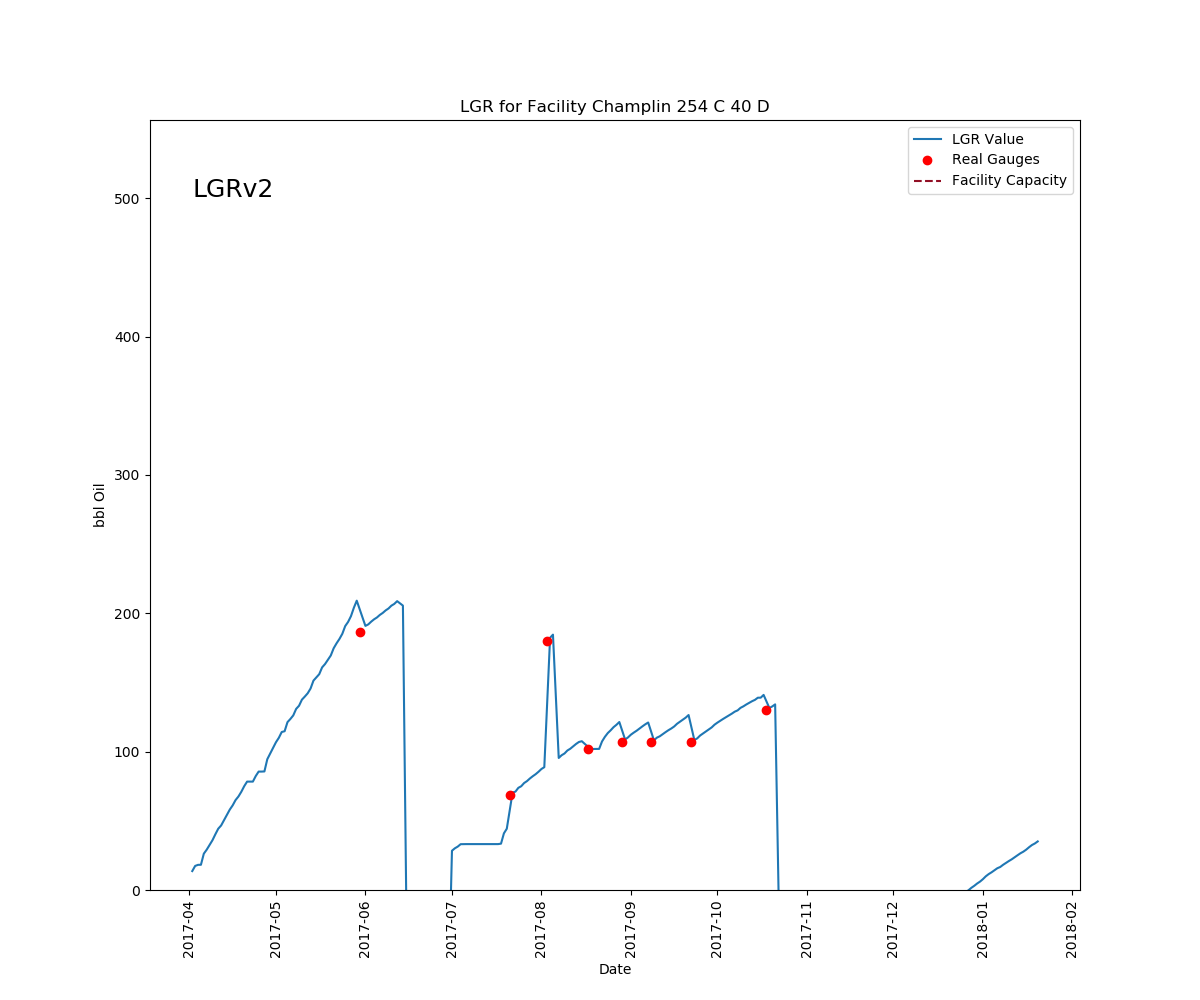 LGR for Facility Champlin 254 C 40 D
LGRv2
LGR Value
Real Gauges
Facility Capacity
bbl Oil
500
400
300
200
100
0
2017-04
2017-05
2017-06
2017-07
2017-08
2017-09
2017-10
2017-11
2017-12
2018-01
2018-02
Date